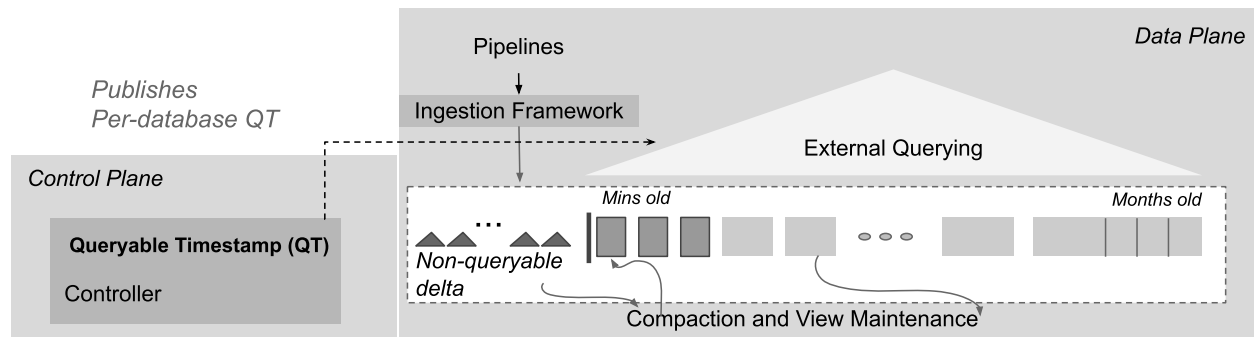 Data Plane
Pipelines
Publishes
Per-database QT
Ingestion Framework
External Querying
Control Plane
Mins old
Months old
Queryable Timestamp (QT)
Controller
Non-queryable
delta
Compaction and View Maintenance